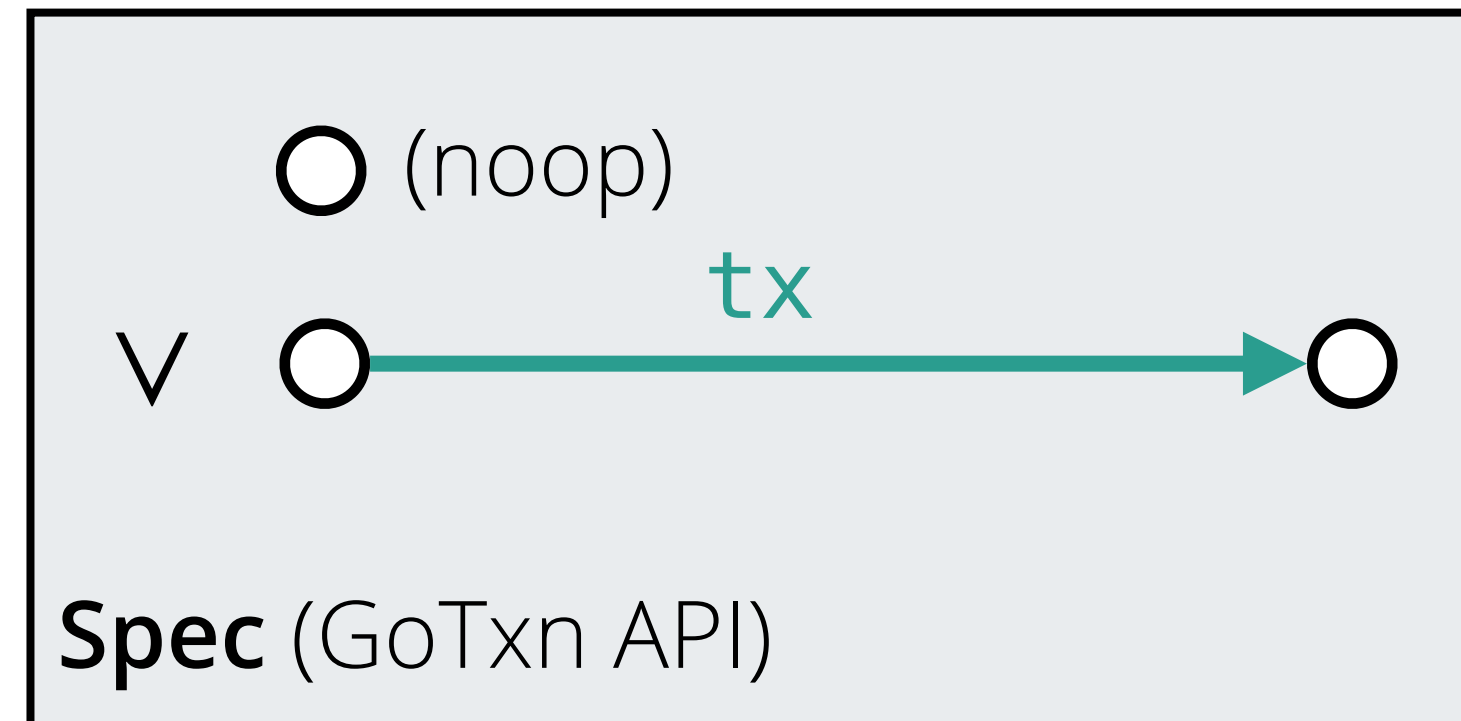 (noop)
tx
∨
Spec (GoTxn API)